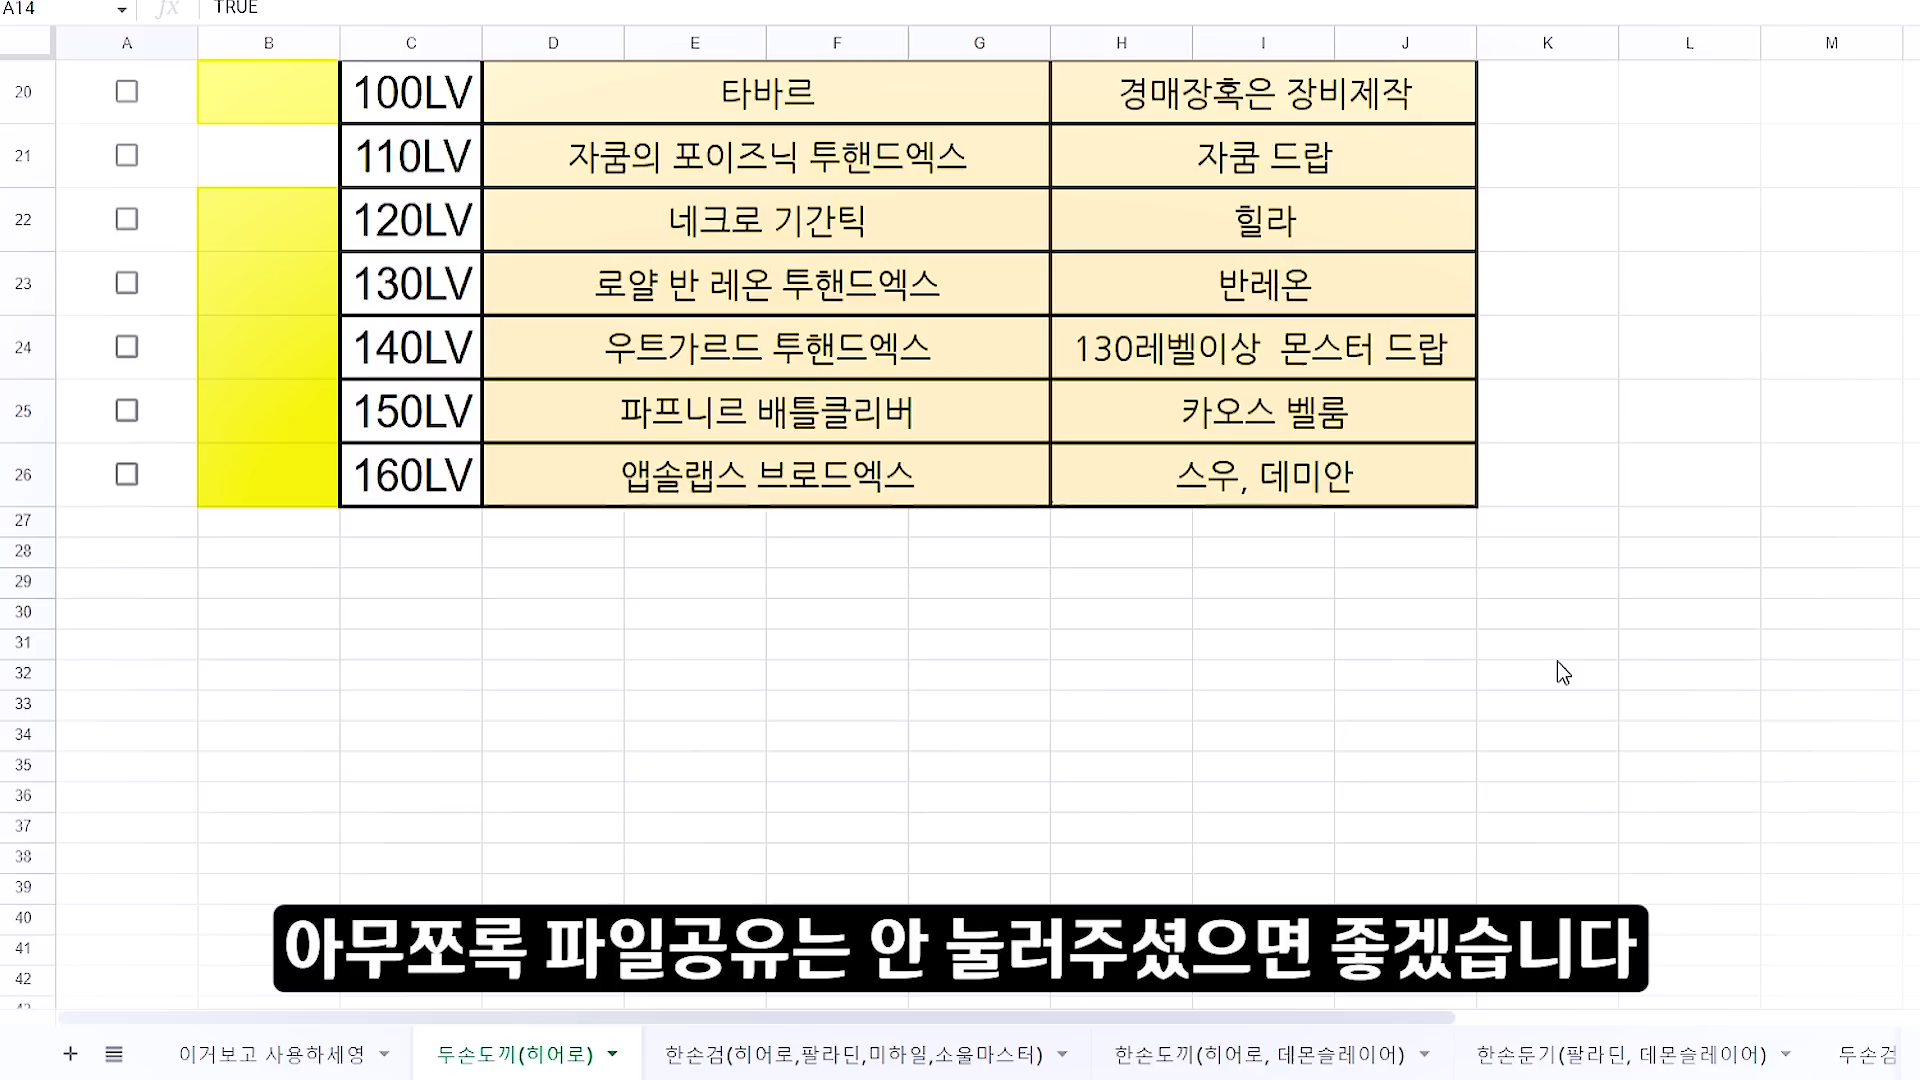 A14 fx TRUE
A B C D E F G H I J K L M
20 100LV 타바르 경매장혹은 장비제작
21 110LV 자쿰의 포이즈닉 투핸드엑스 자쿰 드랍
22 120LV 네크로 기간틱 힐라
23 130LV 로얄 반 레온 투핸드엑스 반레온
24 140LV 우트가르드 투핸드엑스 130레벨이상 몬스터 드랍
25 150LV 파프니르 배틀클리버 카오스 벨룸
26 160LV 앱솔랩스 브로드엑스 스우, 데미안
27
28
29
30
31
32
33
34
35
36
37
38
39
40
41
42
아무쪼록 파일공유는 안 눌러주셨으면 좋겠습니다
이거보고 사용하세영 두손도끼(히어로) 한손검(히어로,팔라딘,미하일,소울마스터) 한손도끼(히어로, 데몬슬레이어) 한손둔기(팔라딘, 데몬슬레이어) 두손검